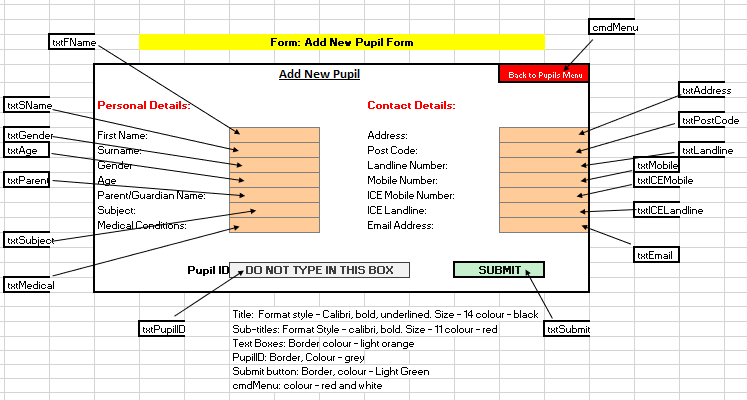 cmdMenu
txtFName
Form: Add New Pupil Form
Add New Pupil
Back to Pupils Menu
txtAddress
txtSName
Personal Details:
Contact Details:
txtPostCode
txtGender
First Name:
Address:
txtAge
Surname:
Post Code:
txtLandline
Gender
Landline Number:
txtMobile
txtParent
Age
Mobile Number:
txtICEMobile
Parent/Guardian Name:
ICE Mobile Number:
Subject:
ICE Landline:
txtICELandline
Medical Conditions:
Email Address:
txtSubject
txtEmail
Pupil ID
DO NOT TYPE IN THIS BOX
SUBMIT
txtMedical
Title: Format style - Calibri, bold, underlined. Size - 14 colour - black
txtPupilID
Sub-titles: Format Style - calibri, bold. Size - 11 colour - red
txtSubmit
Text Boxes: Border colour - light orange
PupilID: Border, Colour - grey
Submit button: Border, colour - Light Green
cmdMenu: colour - red and white